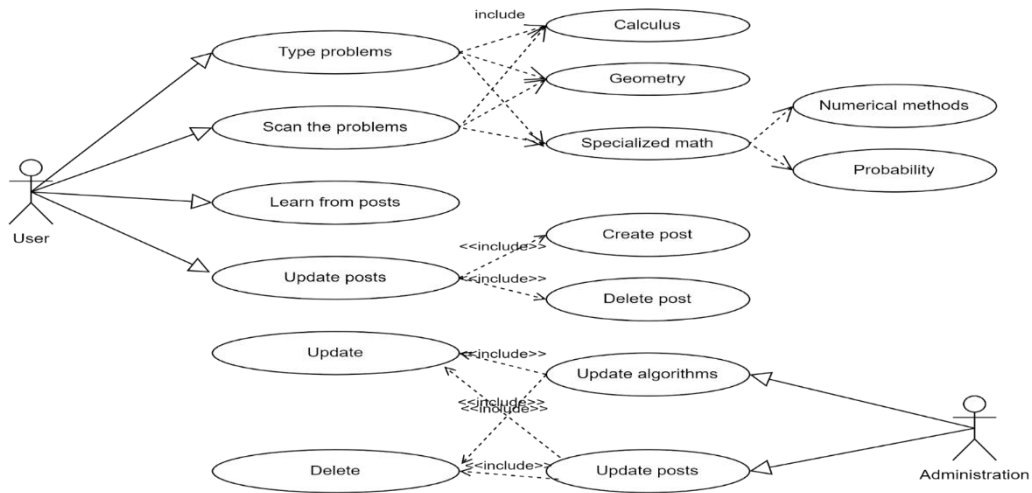 include
Calculus
Type problems
Geometry
Numerical methods
Scan the problems
Specialized math
Probability
Learn from posts
User
Create post
<<include>>
Update posts
<<include>>
Delete post
Update
<<include>>
Update algorithms
<<include>>
<<include>>
Delete
<<include>>
Update posts
Administration